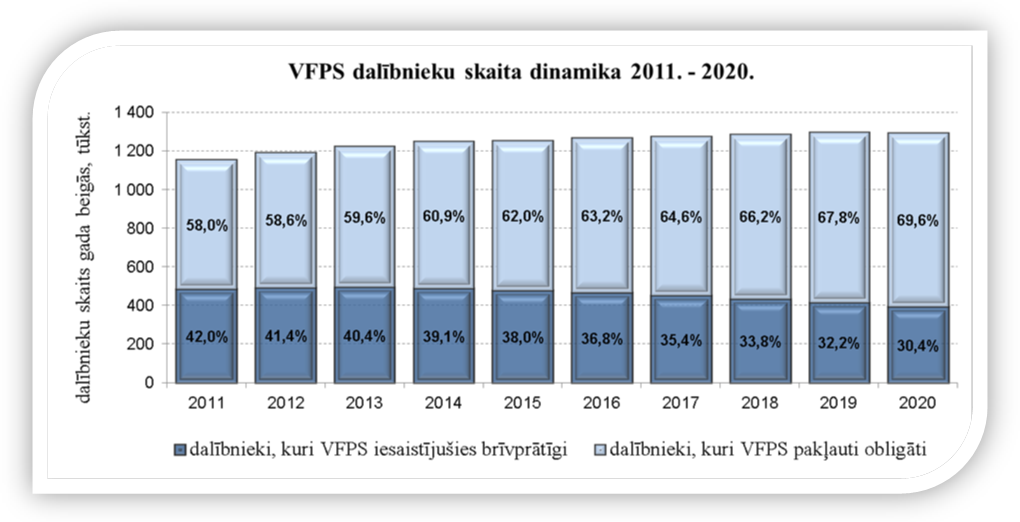 VFPS dalībnieku skaita dinamika 2011. - 2020.
dalībnieku skaits gada beigās, tūkst.
1 400
1 200
1 000
800
600
400
200
0
58,0% 58,6% 59,6% 60,9% 62,0% 63,2% 64,6% 66,2% 67,8% 69,6%
42,0% 41,4% 40,4% 39,1% 38,0% 36,8% 35,4% 33,8% 32,2% 30,4%
2011 2012 2013 2014 2015 2016 2017 2018 2019 2020
dalībnieki, kuri VFPS iesaistījušies brīvprātīgi dalībnieki, kuri VFPS pakļauti obligāti